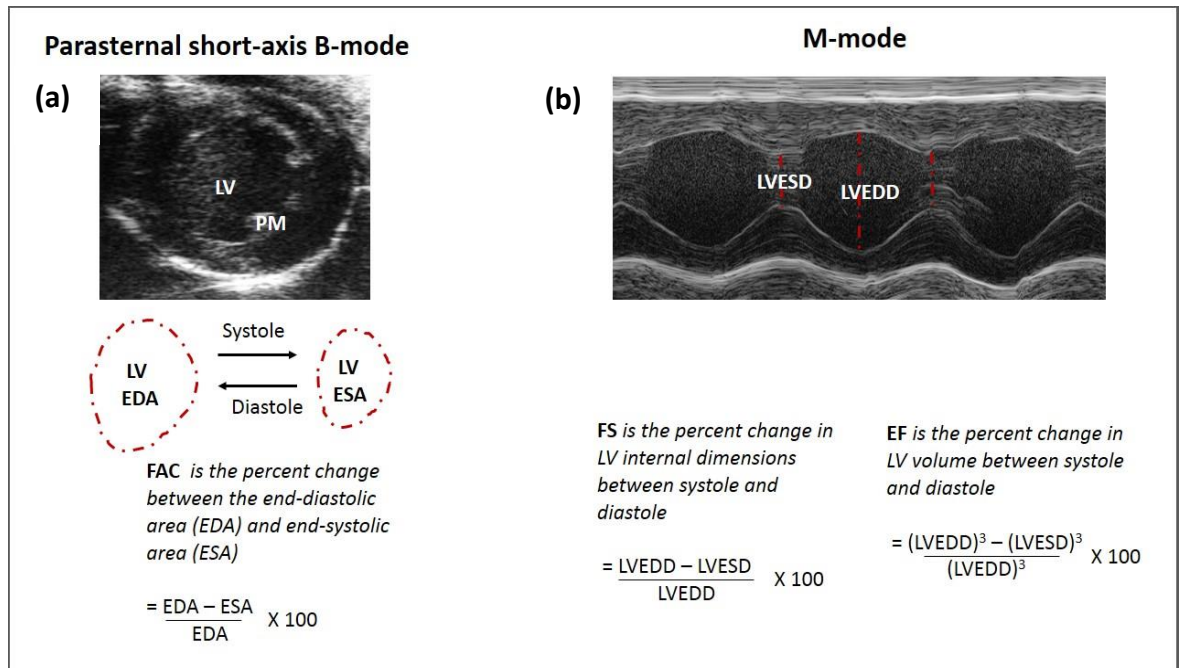 Parasternal short-axis B-mode
(a)
LV
PM
Systole
LV
EDA
LV
ESA
Diastole
FAC is the percent change
between the end-diastolic
area (EDA) and end-systolic
area (ESA)
= EDA – ESA
EDA
X 100
M-mode
(b)
LVESD
LVEDD
FS is the percent change in
LV internal dimensions
between systole and
diastole
= LVEDD – LVESD
LVEDD
X 100
EF is the percent change in
LV volume between systole
and diastole
= (LVEDD)³ – (LVESD)³
(LVEDD)³
X 100